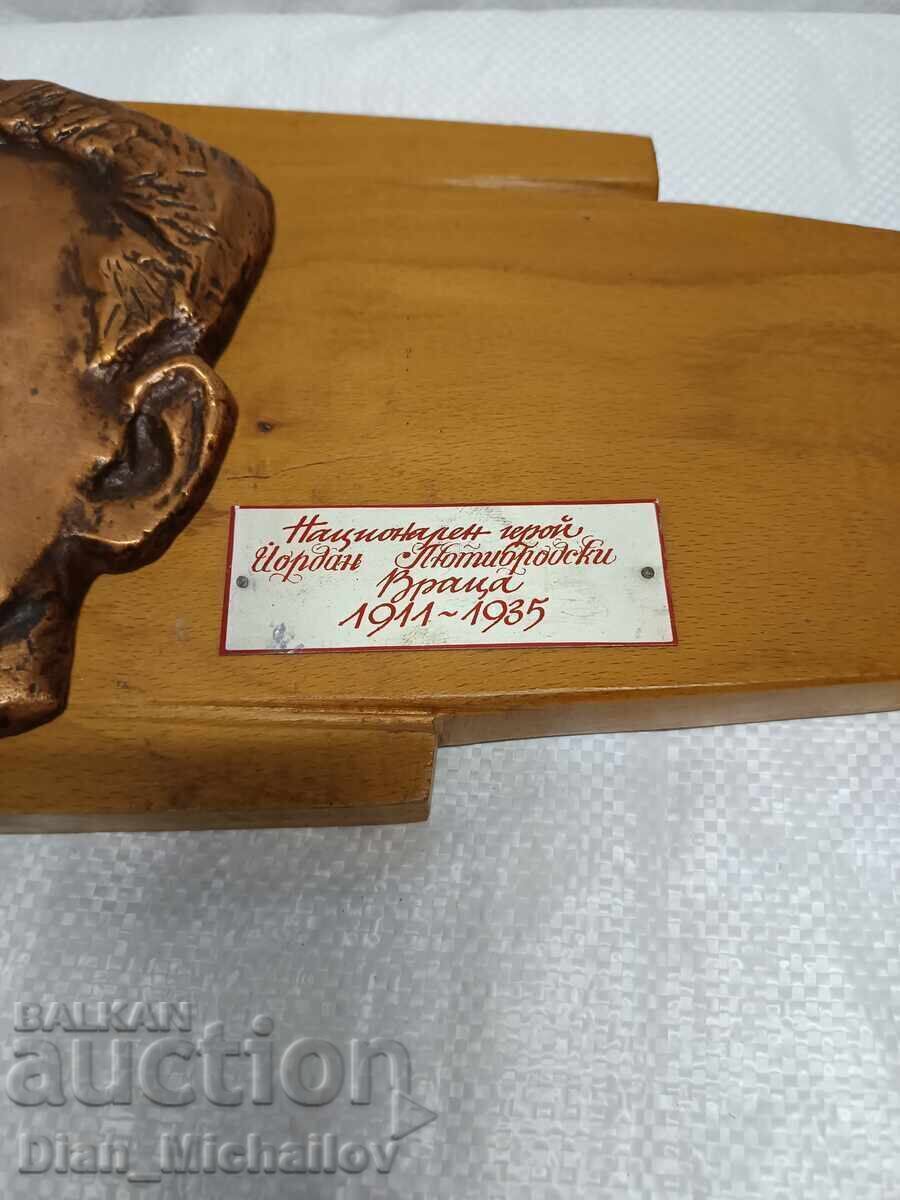 Национален герой
Йордан Лютибродски
Враца
1911~1935
BALKAN
auction
Dian_Michailov